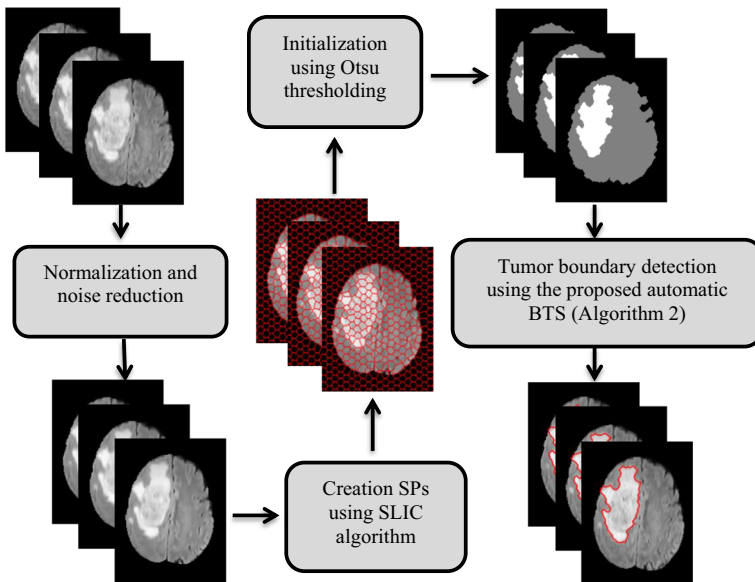 Normalization and
noise reduction
Creation SPs
using SLIC
algorithm
Initialization
using Otsu
thresholding
Tumor boundary detection
using the proposed automatic
BTS (Algorithm 2)